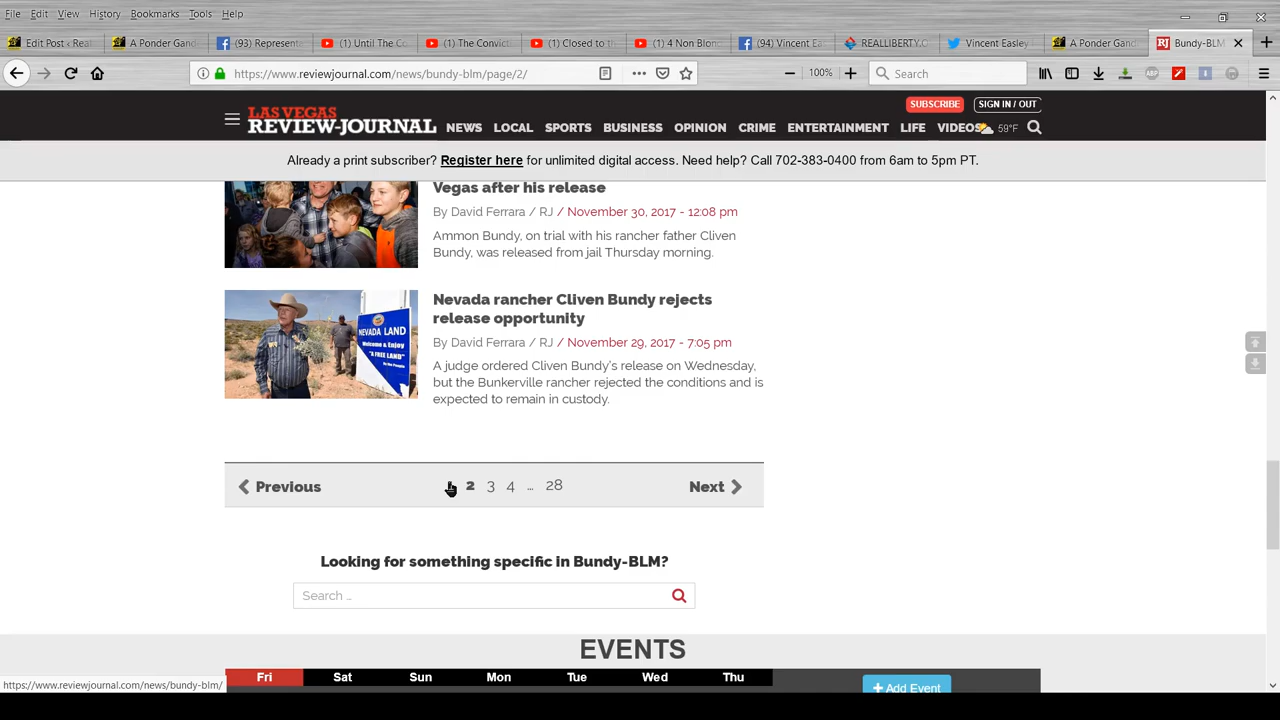 File Edit View History Bookmarks Tools Help
Edit Post ‹ Real
A Ponder Gand
(93) Represent
(1) Until The Co
(1) The Convict
(1) Closed to th
(1) 4 Non Blon
(94) Vincent Ea
REALLIBERTY.O
Vincent Easley
A Ponder Gand
RJ Bundy-BLM
https://www.reviewjournal.com/news/bundy-blm/page/2/
100%
Search
ABP
SUBSCRIBE
SIGN IN / OUT
LAS VEGAS
REVIEW-JOURNAL
NEWS LOCAL SPORTS BUSINESS OPINION CRIME ENTERTAINMENT LIFE VIDEOS 59°F
Already a print subscriber? Register here for unlimited digital access. Need help? Call 702-383-0400 from 6am to 5pm PT.
Vegas after his release
By David Ferrara / RJ / November 30, 2017 - 12:08 pm
Ammon Bundy, on trial with his rancher father Cliven
Bundy, was released from jail Thursday morning.
NEVADA LAND
Welcome & Enjoy
"A FREE LAND"
Nevada rancher Cliven Bundy rejects
release opportunity
By David Ferrara / RJ / November 29, 2017 - 7:05 pm
A judge ordered Cliven Bundy's release on Wednesday,
but the Bunkerville rancher rejected the conditions and is
expected to remain in custody.
Previous
2 3 4 … 28
Next
Looking for something specific in Bundy-BLM?
Search …
EVENTS
Fri Sat Sun Mon Tue Wed Thu
+ Add Event
https://www.reviewjournal.com/news/bundy-blm/